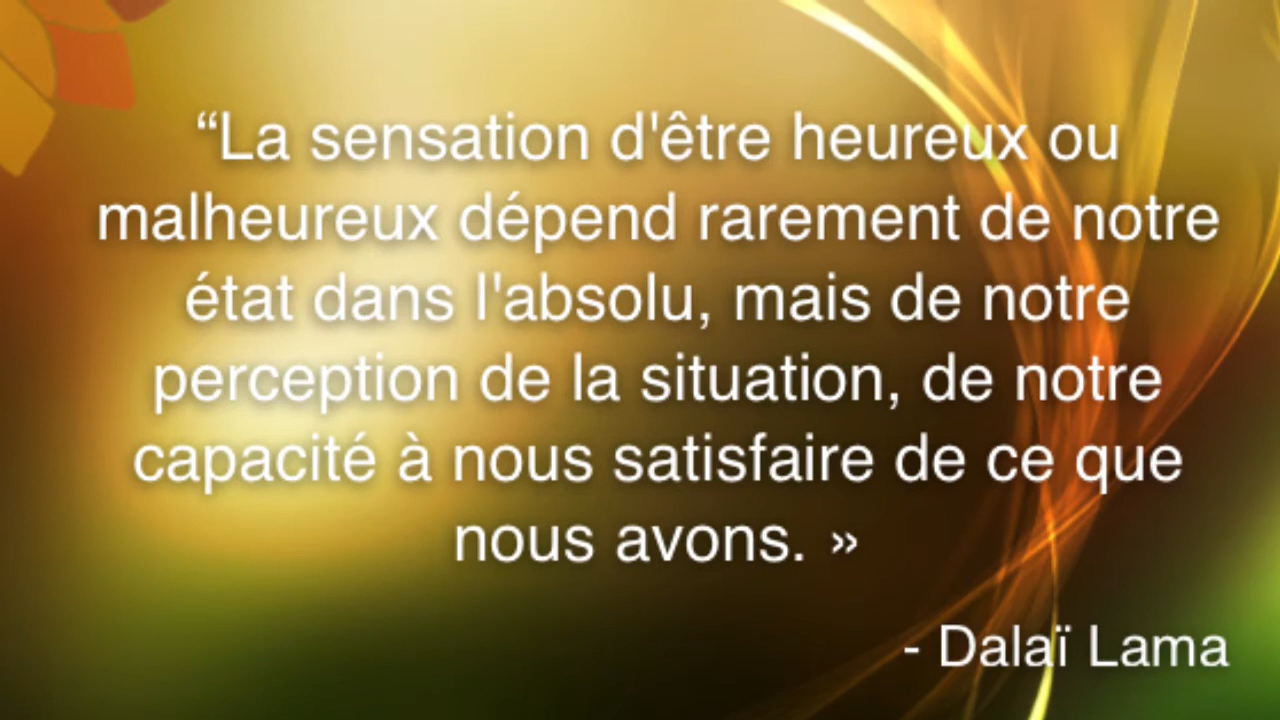 “La sensation d'être heureux ou
malheureux dépend rarement de notre
état dans l'absolu, mais de notre
perception de la situation, de notre
capacité à nous satisfaire de ce que
nous avons. »
- Dalaï Lama